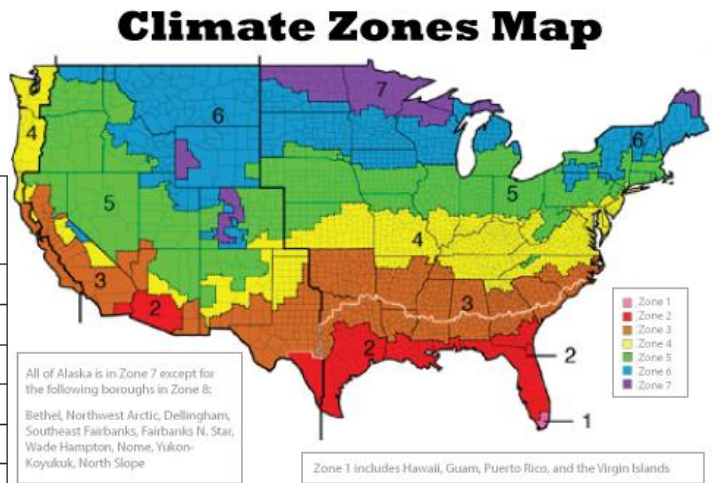 Climate Zones Map
7
6
6
4
5
5
4
3
3
2
2
2
1
Zone 1
Zone 2
Zone 3
Zone 4
Zone 5
Zone 6
Zone 7
All of Alaska is in Zone 7 except for
the following boroughs in Zone 8:
Bethel, Northwest Arctic, Dellingham,
Southeast Fairbanks, Fairbanks N. Star,
Wade Hampton, Nome, Yukon-
Koyukuk, North Slope
Zone 1 includes Hawaii, Guam, Puerto Rico, and the Virgin Islands